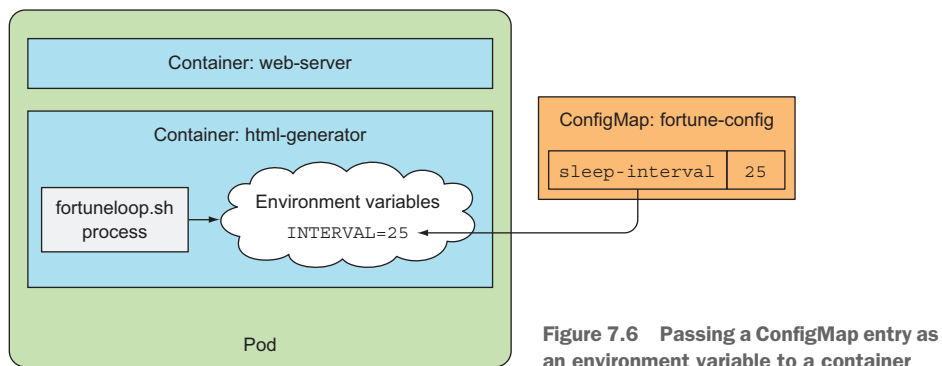 Container: web-server
Container: html-generator
fortuneloop.sh
process
Environment variables
INTERVAL=25
Pod
ConfigMap: fortune-config
sleep-interval 25
Figure 7.6 Passing a ConfigMap entry as
an environment variable to a container